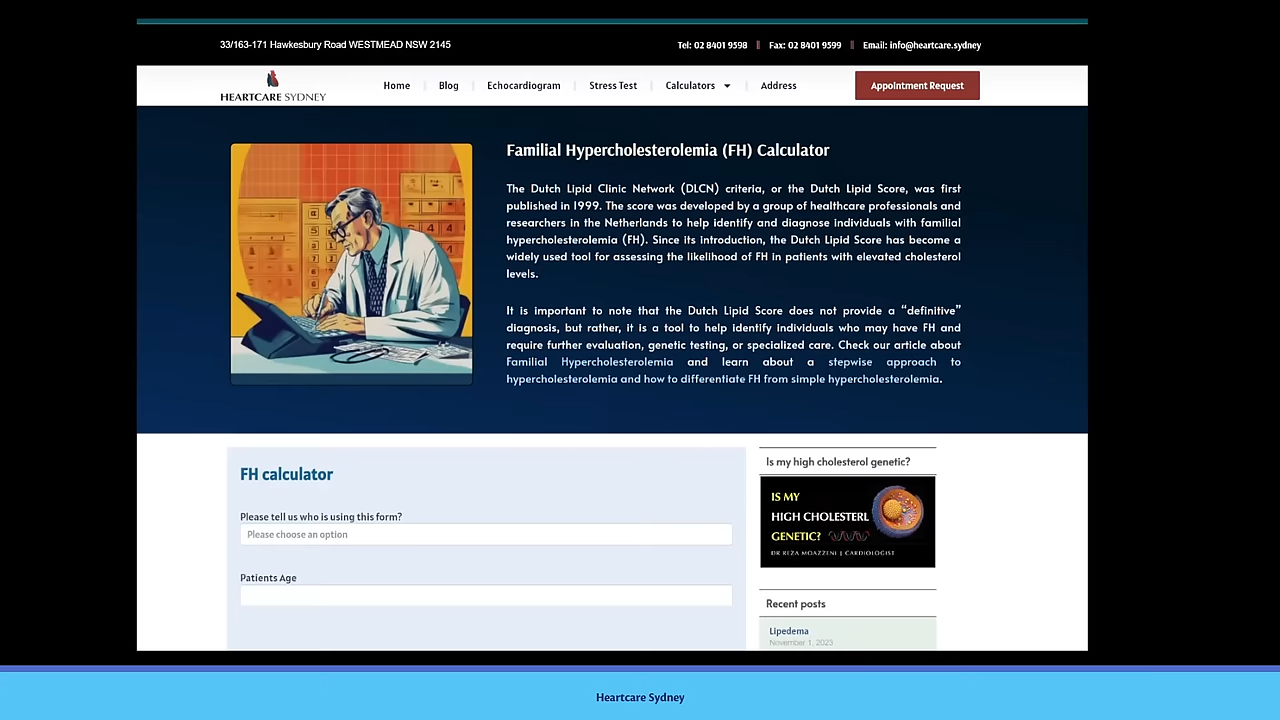 33/163-171 Hawkesbury Road WESTMEAD NSW 2145
Tel: 02 8401 9598 || Fax: 02 8401 9599 || Email: info@heartcare.sydney
HEARTCARE SYDNEY
Home
Blog
Echocardiogram
Stress Test
Calculators
Address
Appointment Request
Familial Hypercholesterolemia (FH) Calculator
The Dutch Lipid Clinic Network (DLCN) criteria, or the Dutch Lipid Score, was first
published in 1999. The score was developed by a group of healthcare professionals and
researchers in the Netherlands to help identify and diagnose individuals with familial
hypercholesterolemia (FH). Since its introduction, the Dutch Lipid Score has become a
widely used tool for assessing the likelihood of FH in patients with elevated cholesterol
levels.
It is important to note that the Dutch Lipid Score does not provide a “definitive”
diagnosis, but rather, it is a tool to help identify individuals who may have FH and
require further evaluation, genetic testing, or specialized care. Check our article about
Familial Hypercholesterolemia and learn about a stepwise approach to
hypercholesterolemia and how to differentiate FH from simple hypercholesterolemia.
FH calculator
Please tell us who is using this form?
Please choose an option
Patients Age
Is my high cholesterol genetic?
IS MY
HIGH CHOLESTERL
GENETIC?
DR REZA MOAZZENI | CARDIOLOGIST
Recent posts
Lipedema
November 1, 2023
Heartcare Sydney